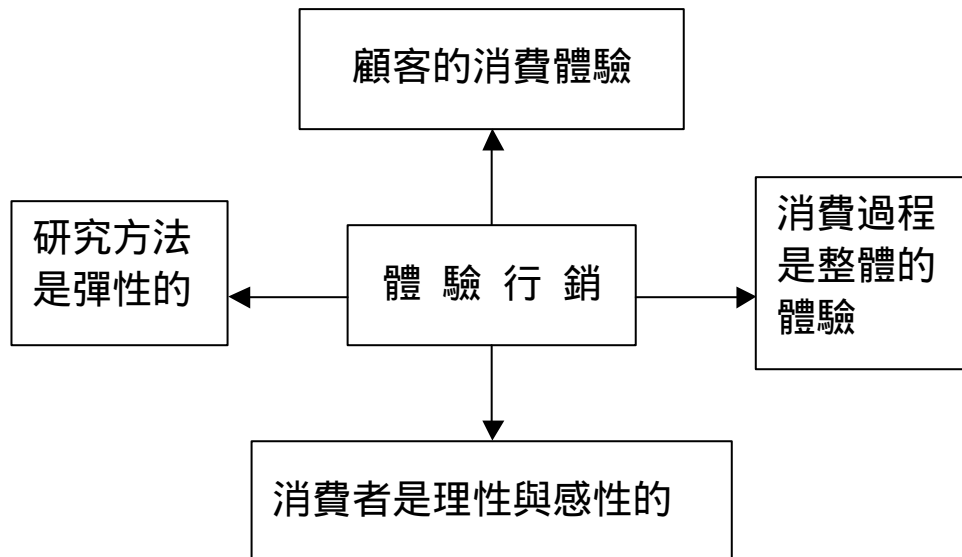 顧客的消費體驗
研究方法
是彈性的
體 驗 行 銷
消費過程
是整體的
體驗
消費者是理性與感性的